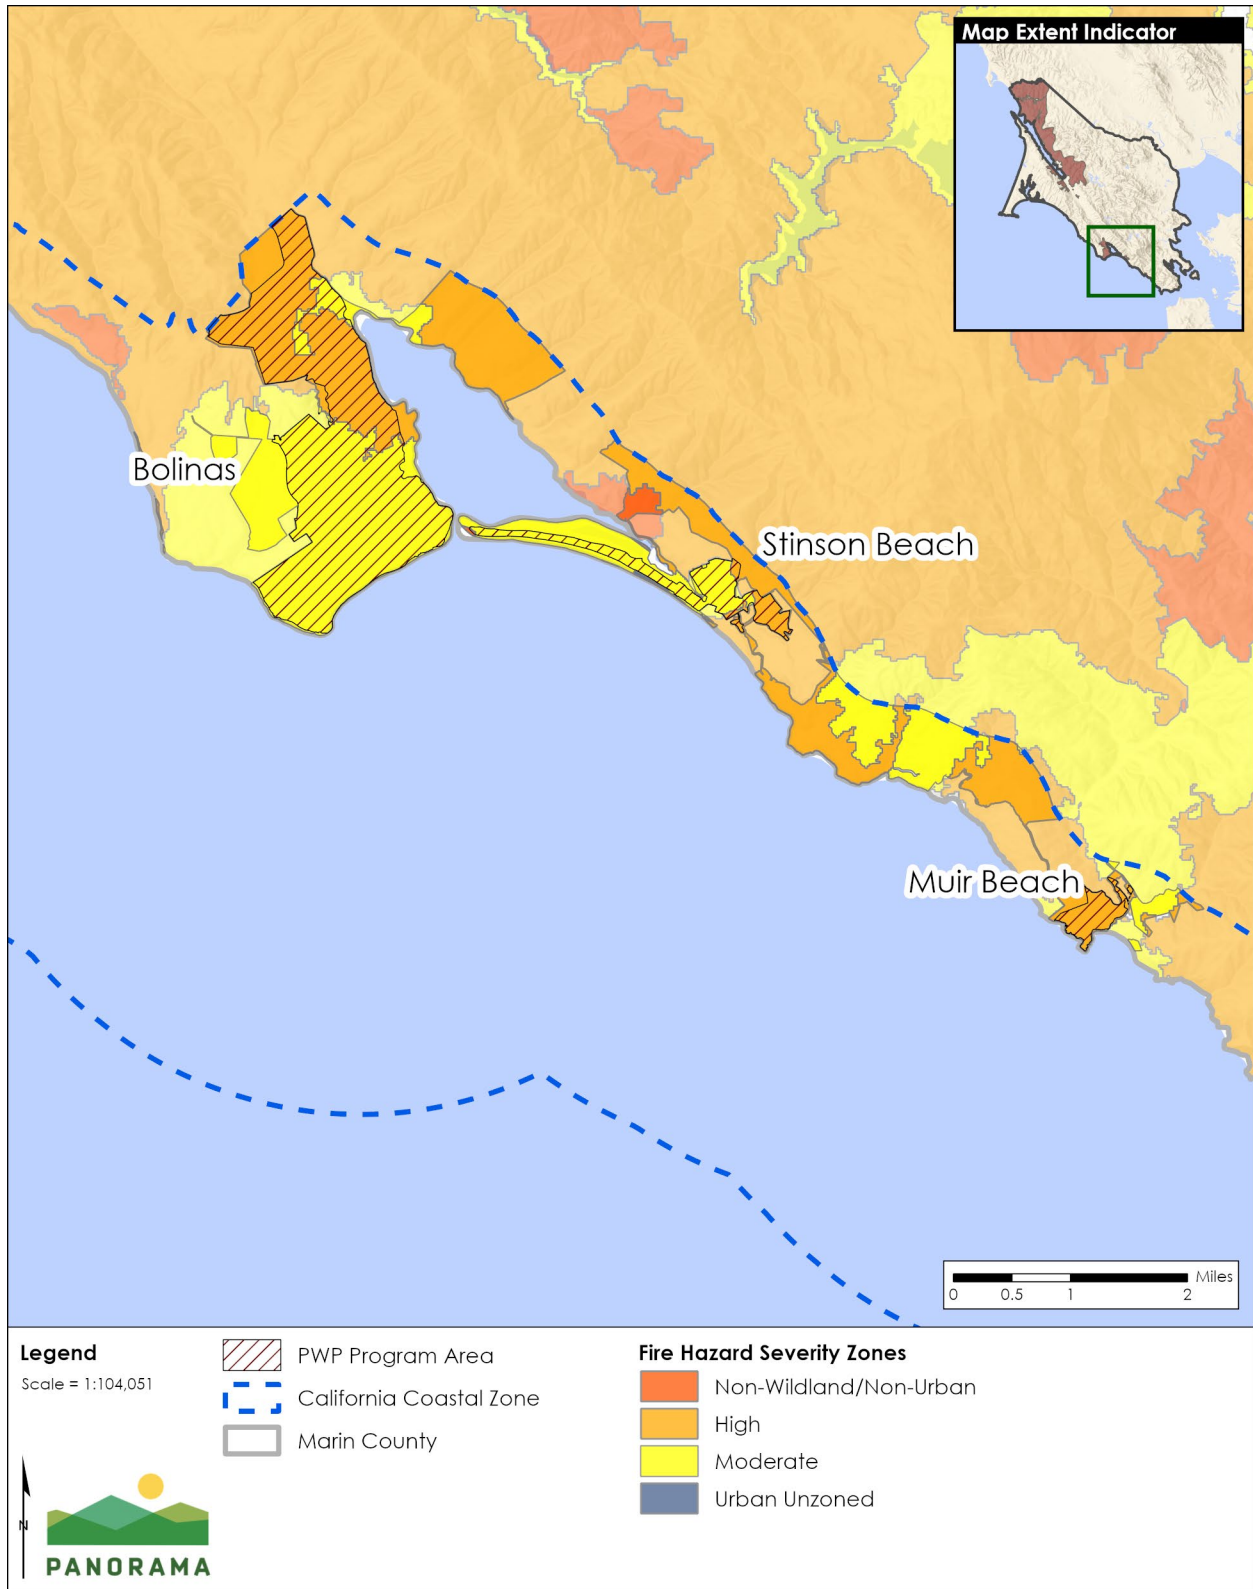 Map Extent Indicator
Bolinas
Stinson Beach
Muir Beach
Miles
0 0.5 1 2
Legend
Scale = 1:104,051
PWP Program Area
California Coastal Zone
Marin County
Fire Hazard Severity Zones
Non-Wildland/Non-Urban
High
Moderate
Urban Unzoned
N
PANORAMA